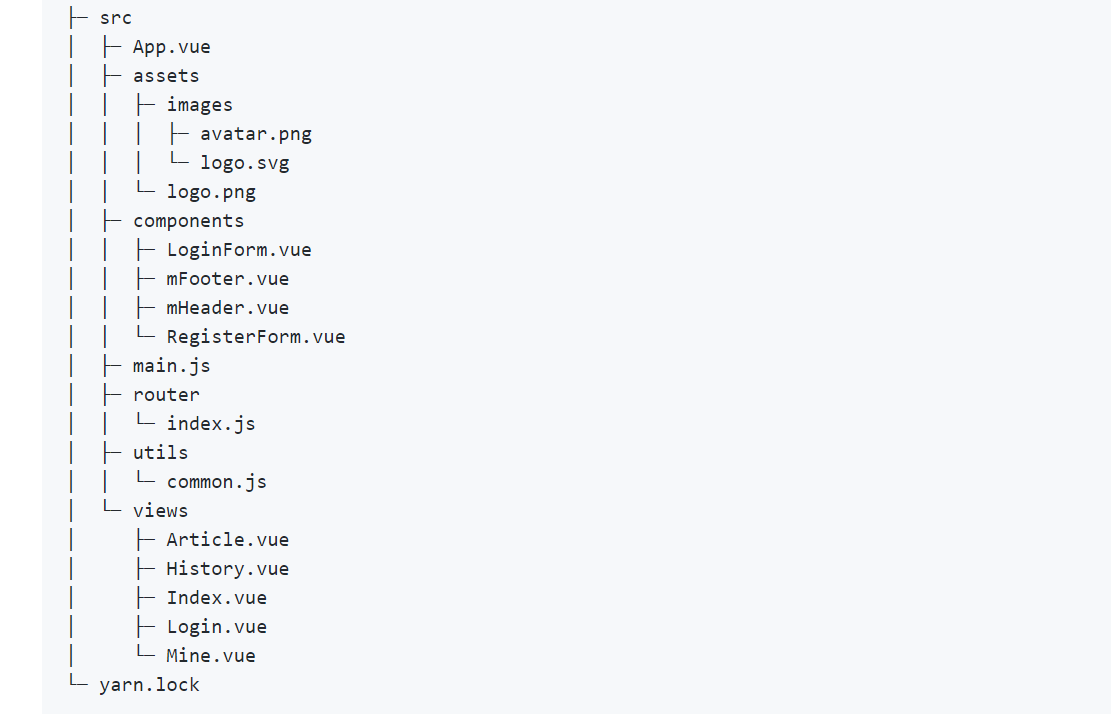 ├─ src
│  ├─ App.vue
│  ├─ assets
│  │  ├─ images
│  │  │  ├─ avatar.png
│  │  │  └─ logo.svg
│  │  └─ logo.png
│  ├─ components
│  │  ├─ LoginForm.vue
│  │  ├─ mFooter.vue
│  │  ├─ mHeader.vue
│  │  └─ RegisterForm.vue
│  ├─ main.js
│  ├─ router
│  │  └─ index.js
│  ├─ utils
│  │  └─ common.js
│  └─ views
│     ├─ Article.vue
│     ├─ History.vue
│     ├─ Index.vue
│     ├─ Login.vue
│     └─ Mine.vue
└─ yarn.lock